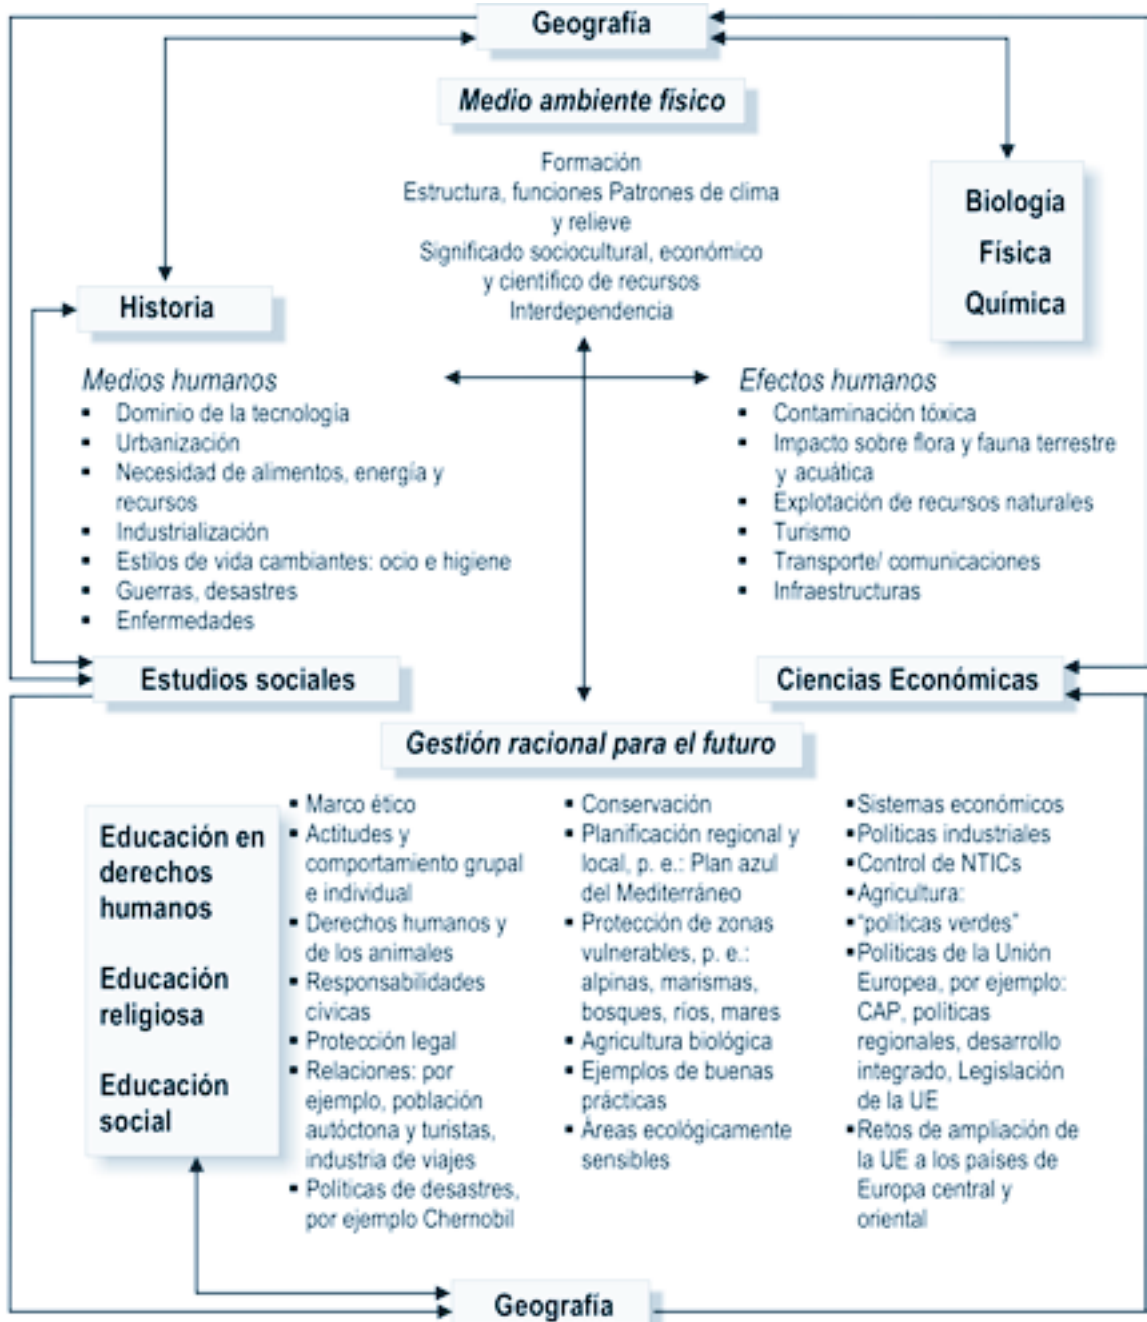 Geografía
Medio ambiente físico
Formación
Estructura, funciones Patrones de clima
y relieve
Significado sociocultural, económico
y científico de recursos
Interdependencia
Biología
Física
Química
Historia
Medios humanos
▪ Dominio de la tecnología
▪ Urbanización
▪ Necesidad de alimentos, energía y
recursos
▪ Industrialización
▪ Estilos de vida cambiantes: ocio e higiene
▪ Guerras, desastres
▪ Enfermedades
Efectos humanos
▪ Contaminación tóxica
▪ Impacto sobre flora y fauna terrestre
y acuática
▪ Explotación de recursos naturales
▪ Turismo
▪ Transporte/ comunicaciones
▪ Infraestructuras
Estudios sociales
Ciencias Económicas
Gestión racional para el futuro
Educación en
derechos
humanos
Educación
religiosa
Educación
social
▪ Marco ético
▪ Actitudes y
comportamiento grupal
e individual
▪ Derechos humanos y
de los animales
▪ Responsabilidades
cívicas
▪ Protección legal
▪ Relaciones: por
ejemplo, población
autóctona y turistas,
industria de viajes
▪ Políticas de desastres,
por ejemplo Chernobil
▪ Conservación
▪ Planificación regional y
local, p. e.: Plan azul
del Mediterráneo
▪ Protección de zonas
vulnerables, p. e.:
alpinas, marismas,
bosques, ríos, mares
▪ Agricultura biológica
▪ Ejemplos de buenas
prácticas
▪ Áreas ecológicamente
sensibles
▪ Sistemas económicos
▪ Políticas industriales
▪ Control de NTICs
▪ Agricultura:
▪ “políticas verdes”
▪ Políticas de la Unión
Europea, por ejemplo:
CAP, políticas
regionales, desarrollo
integrado, Legislación
de la UE
▪ Retos de ampliación de
la UE a los países de
Europa central y
oriental
Geografía